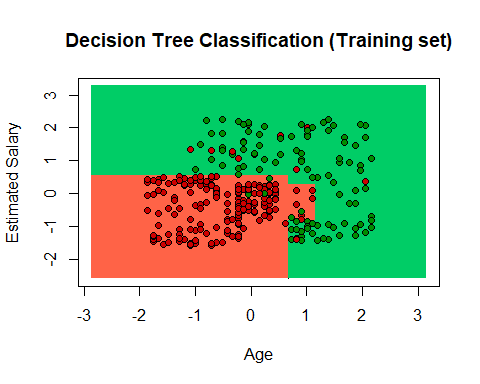 Decision Tree Classification (Training set)
Estimated Salary
3
2
1
0
-1
-2
-3 -2 -1 0 1 2 3
Age